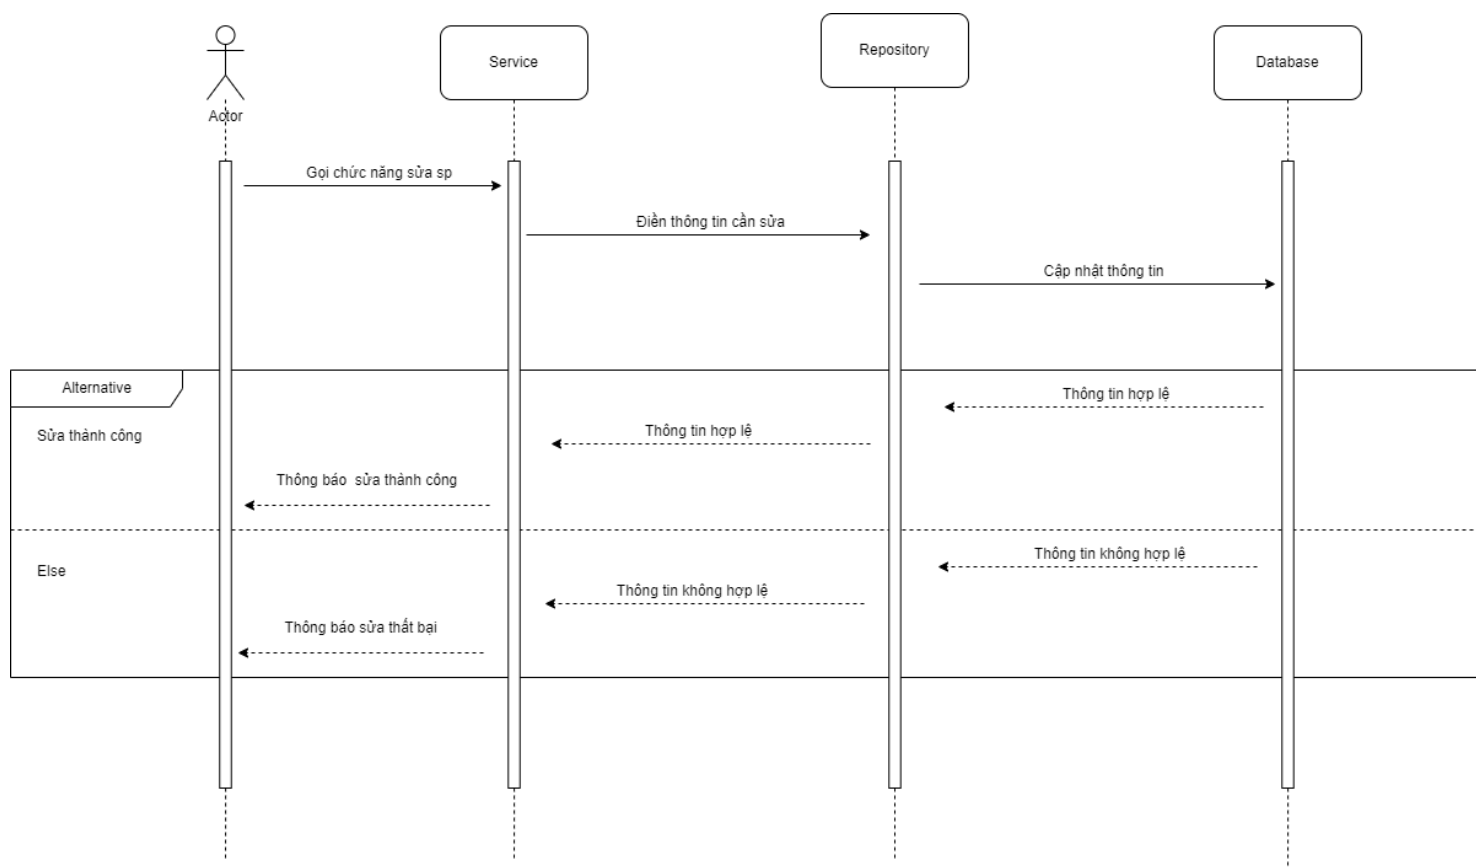 Actor
Service
Repository
Database
Gọi chức năng sửa sp
Điền thông tin cần sửa
Cập nhật thông tin
Alternative
Thông tin hợp lệ
Thông tin hợp lệ
Sửa thành công
Thông báo  sửa thành công
Thông tin không hợp lệ
Else
Thông tin không hợp lệ
Thông báo sửa thất bại